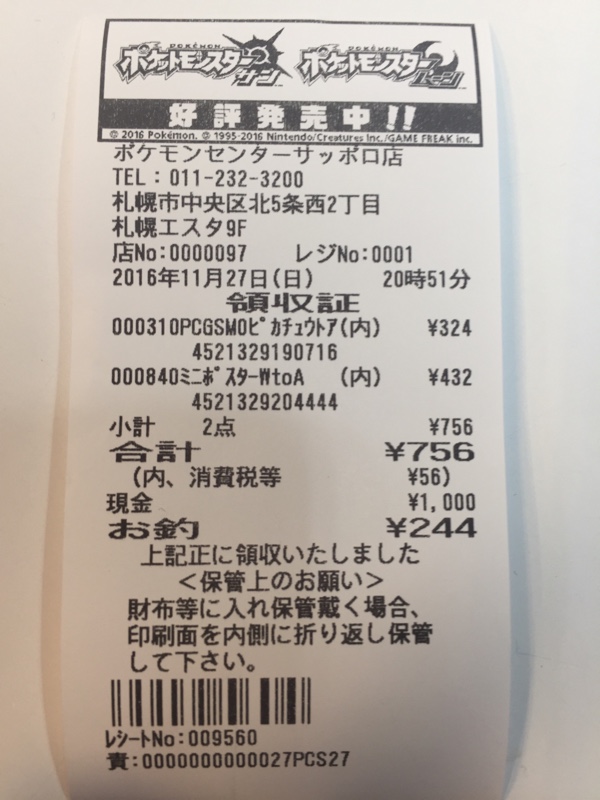 POKÉMON ポケットモンスター サン POKÉMON ポケットモンスター ムーン
好評発売中!!
© 2016 Pokémon. © 1995-2016 Nintendo/Creatures Inc./GAME FREAK inc.
ポケモンセンターサッポロ店
TEL：011-232-3200
札幌市中央区北5条西2丁目
札幌エスタ9F
店No:0000097 レジNo:0001
2016年11月27日(日) 20時51分
領収証
000310PCGSMOﾋﾟｶﾁｭｳﾄｱ(内) ¥324
4521329190716
000840ﾐﾆﾎﾟｽﾀｰWtoA (内) ¥432
4521329204444
小計 2点 ¥756
合計 ¥756
(内、消費税等 ¥56)
現金 ¥1,000
お釣 ¥244
上記正に領収いたしました
＜保管上のお願い＞
財布等に入れ保管戴く場合、
印刷面を内側に折り返し保管
して下さい。
ﾚｼｰﾄNo:009560
責:0000000000027PCS27